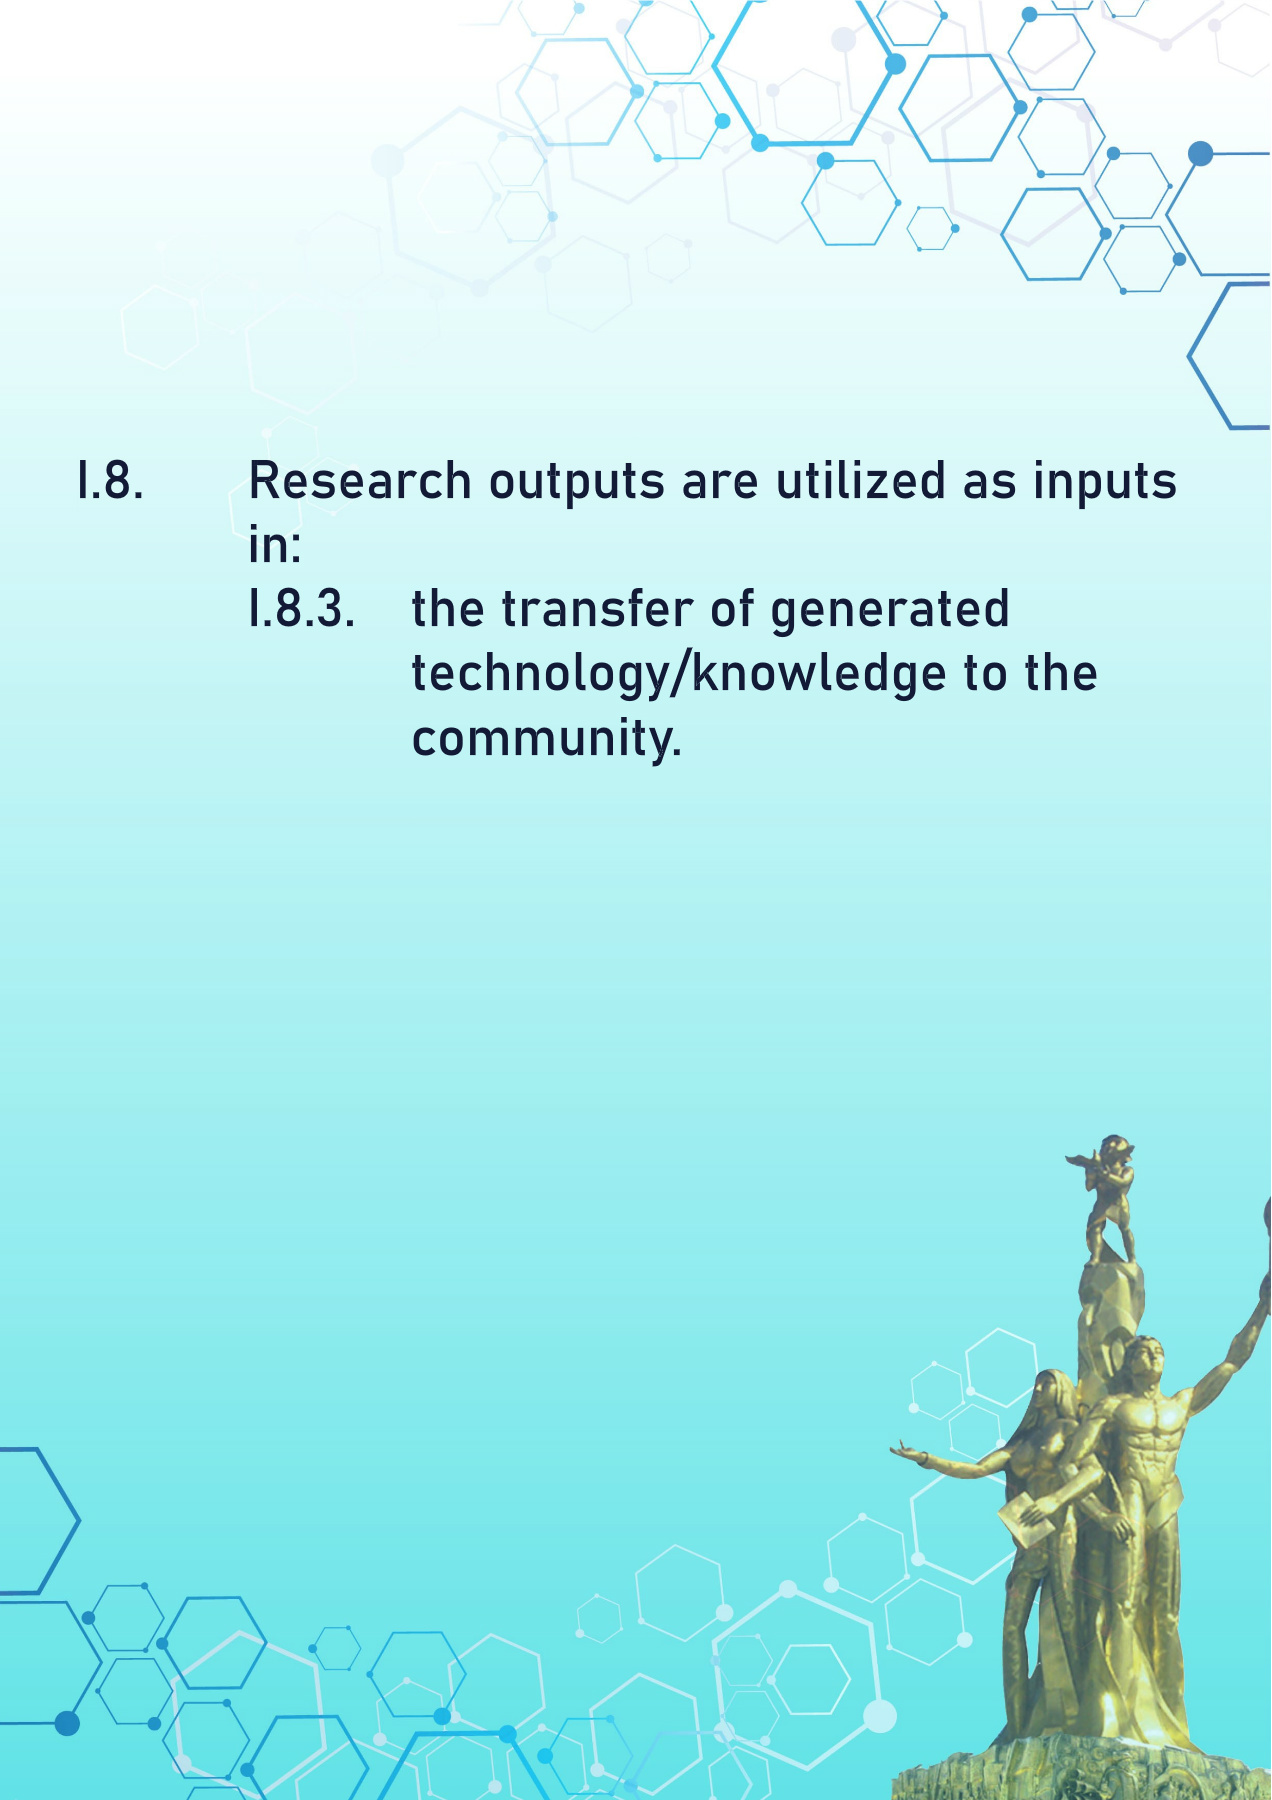 I.8. Research outputs are utilized as inputs
in:
I.8.3. the transfer of generated
technology/knowledge to the
community.